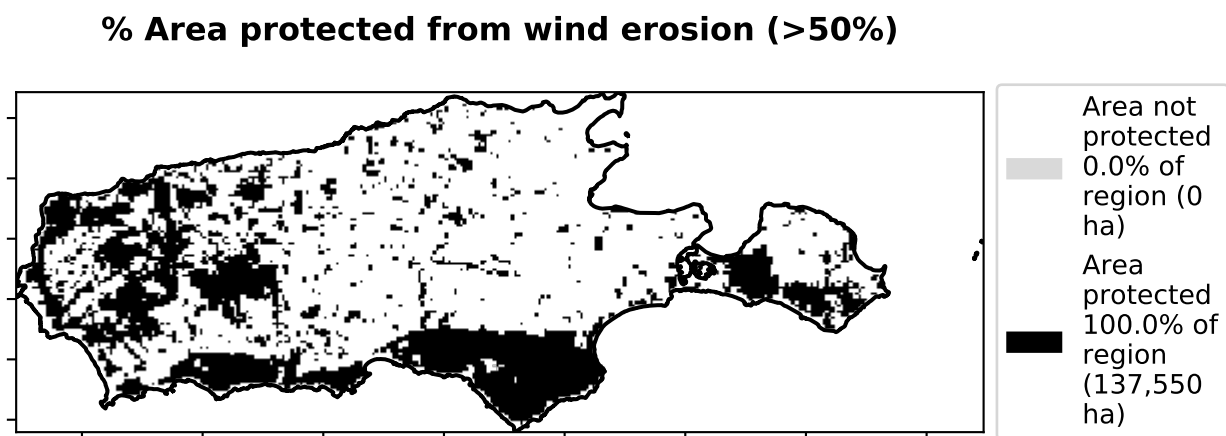 % Area protected from wind erosion (>50%)
Area not
protected
0.0% of
region (0
ha)
Area
protected
100.0% of
region
(137,550
ha)